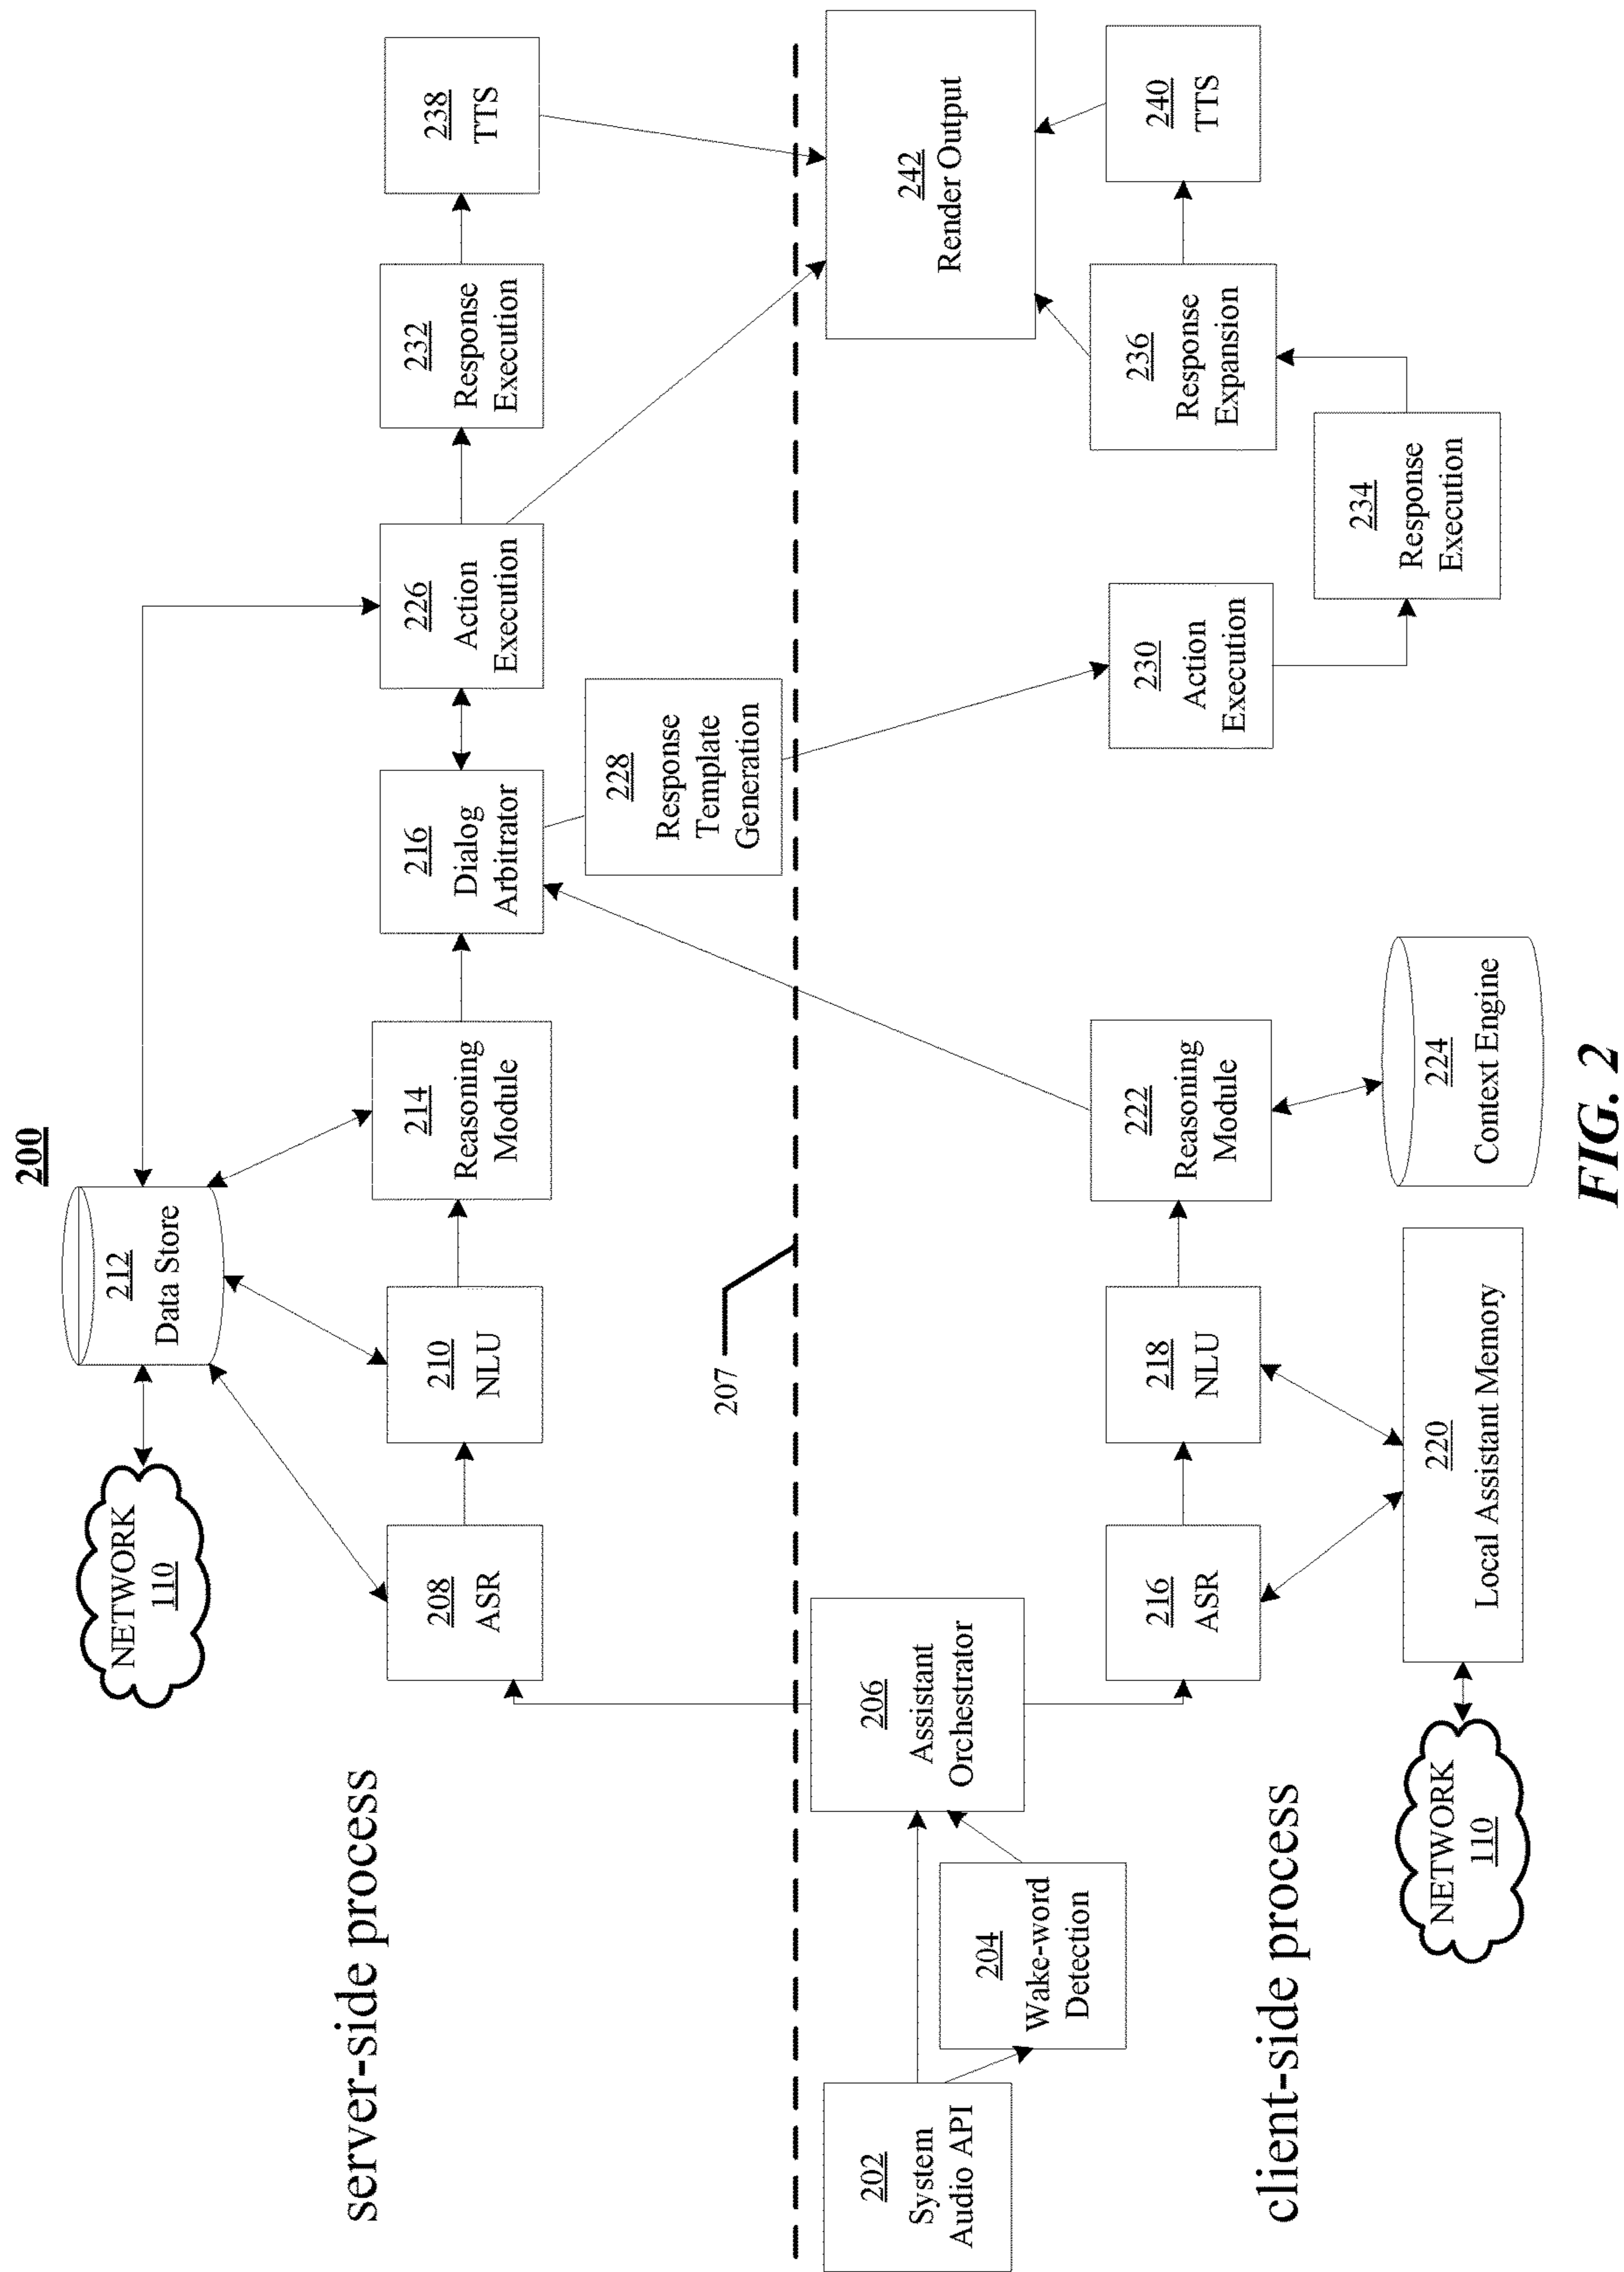 200
server-side process
NETWORK
110
212
Data Store
208
ASR
210
NLU
214
Reasoning
Module
216
Dialog
Arbitrator
226
Action
Execution
232
Response
Execution
238
TTS
228
Response
Template
Generation
207
202
System
Audio API
204
Wake-word
Detection
206
Assistant
Orchestrator
242
Render Output
client-side process
216
ASR
218
NLU
222
Reasoning
Module
230
Action
Execution
236
Response
Expansion
240
TTS
NETWORK
110
220
Local Assistant Memory
224
Context Engine
234
Response
Execution
FIG. 2